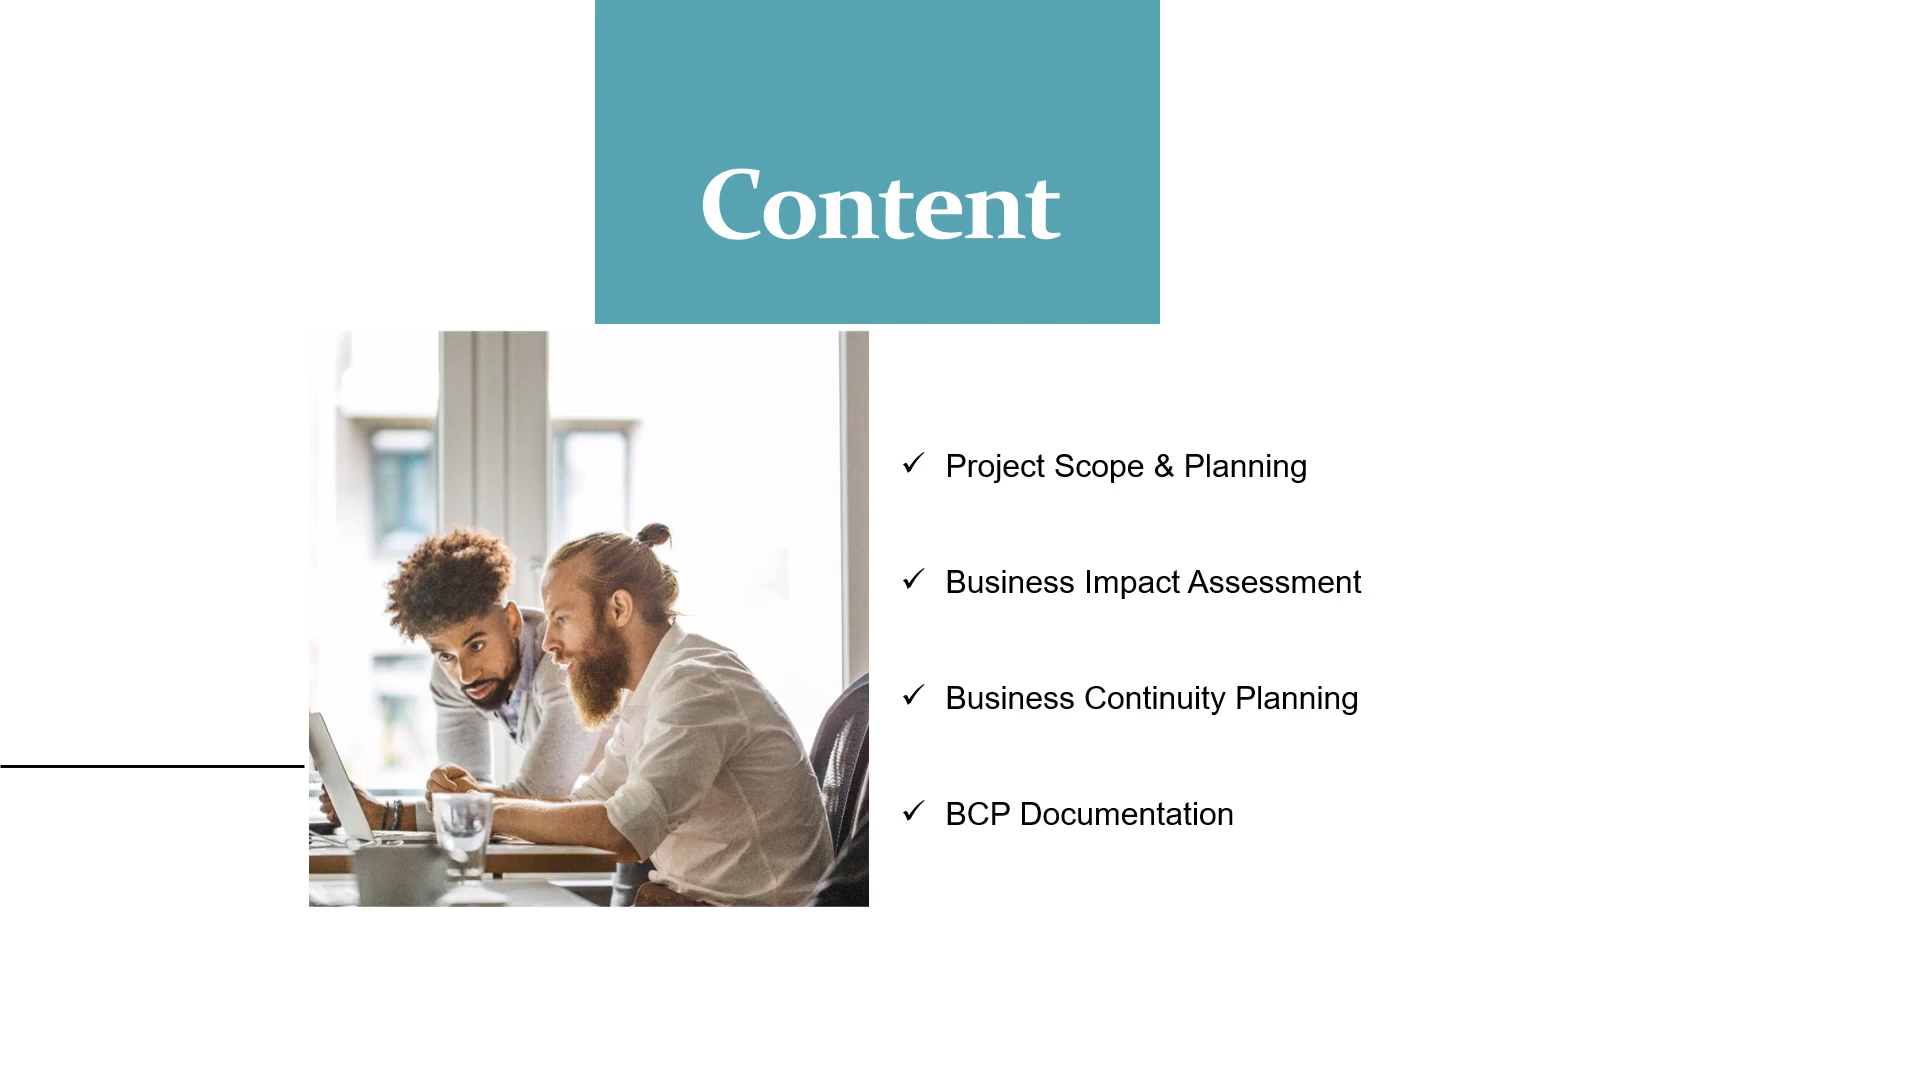 Content
✓ Project Scope & Planning
✓ Business Impact Assessment
✓ Business Continuity Planning
✓ BCP Documentation